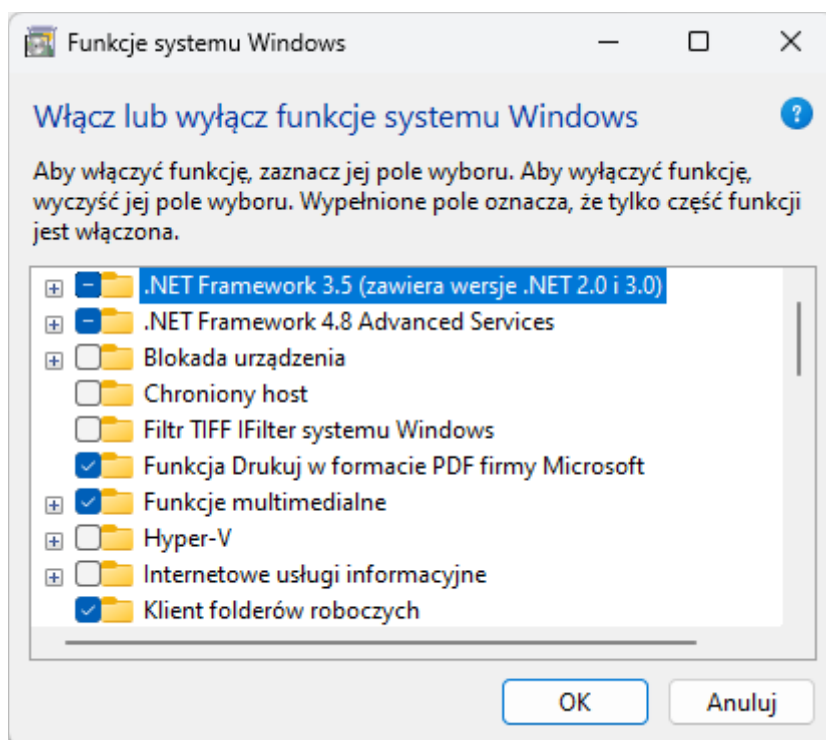 Funkcje systemu Windows
Włącz lub wyłącz funkcje systemu Windows
?
Aby włączyć funkcję, zaznacz jej pole wyboru. Aby wyłączyć funkcję,
wyczyść jej pole wyboru. Wypełnione pole oznacza, że tylko część funkcji
jest włączona.
.NET Framework 3.5 (zawiera wersje .NET 2.0 i 3.0)
.NET Framework 4.8 Advanced Services
Blokada urządzenia
Chroniony host
Filtr TIFF IFilter systemu Windows
Funkcja Drukuj w formacie PDF firmy Microsoft
Funkcje multimedialne
Hyper-V
Internetowe usługi informacyjne
Klient folderów roboczych
OK Anuluj